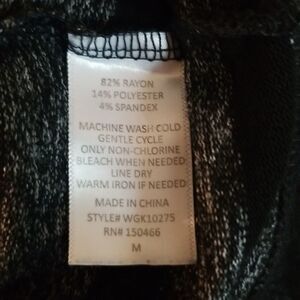 82% RAYON
14% POLYESTER
4% SPANDEX
MACHINE WASH COLD
GENTLE CYCLE
ONLY NON-CHLORINE
BLEACH WHEN NEEDED
LINE DRY
WARM IRON IF NEEDED
MADE IN CHINA
STYLE# WGK10275
RN# 150466
M